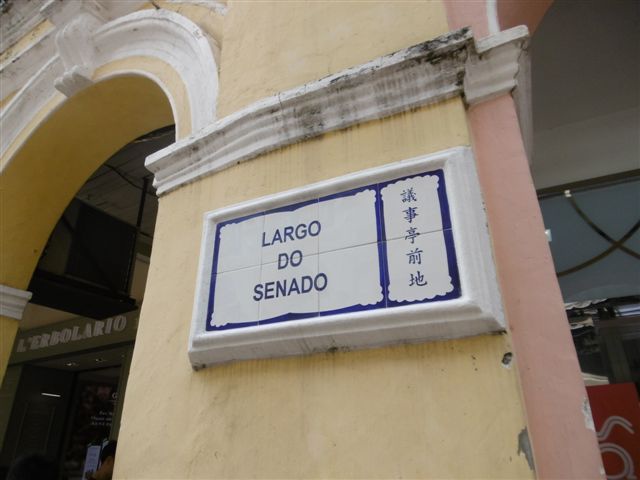 LARGO
DO
SENADO
議事亭前地
L'ERBOLARIO